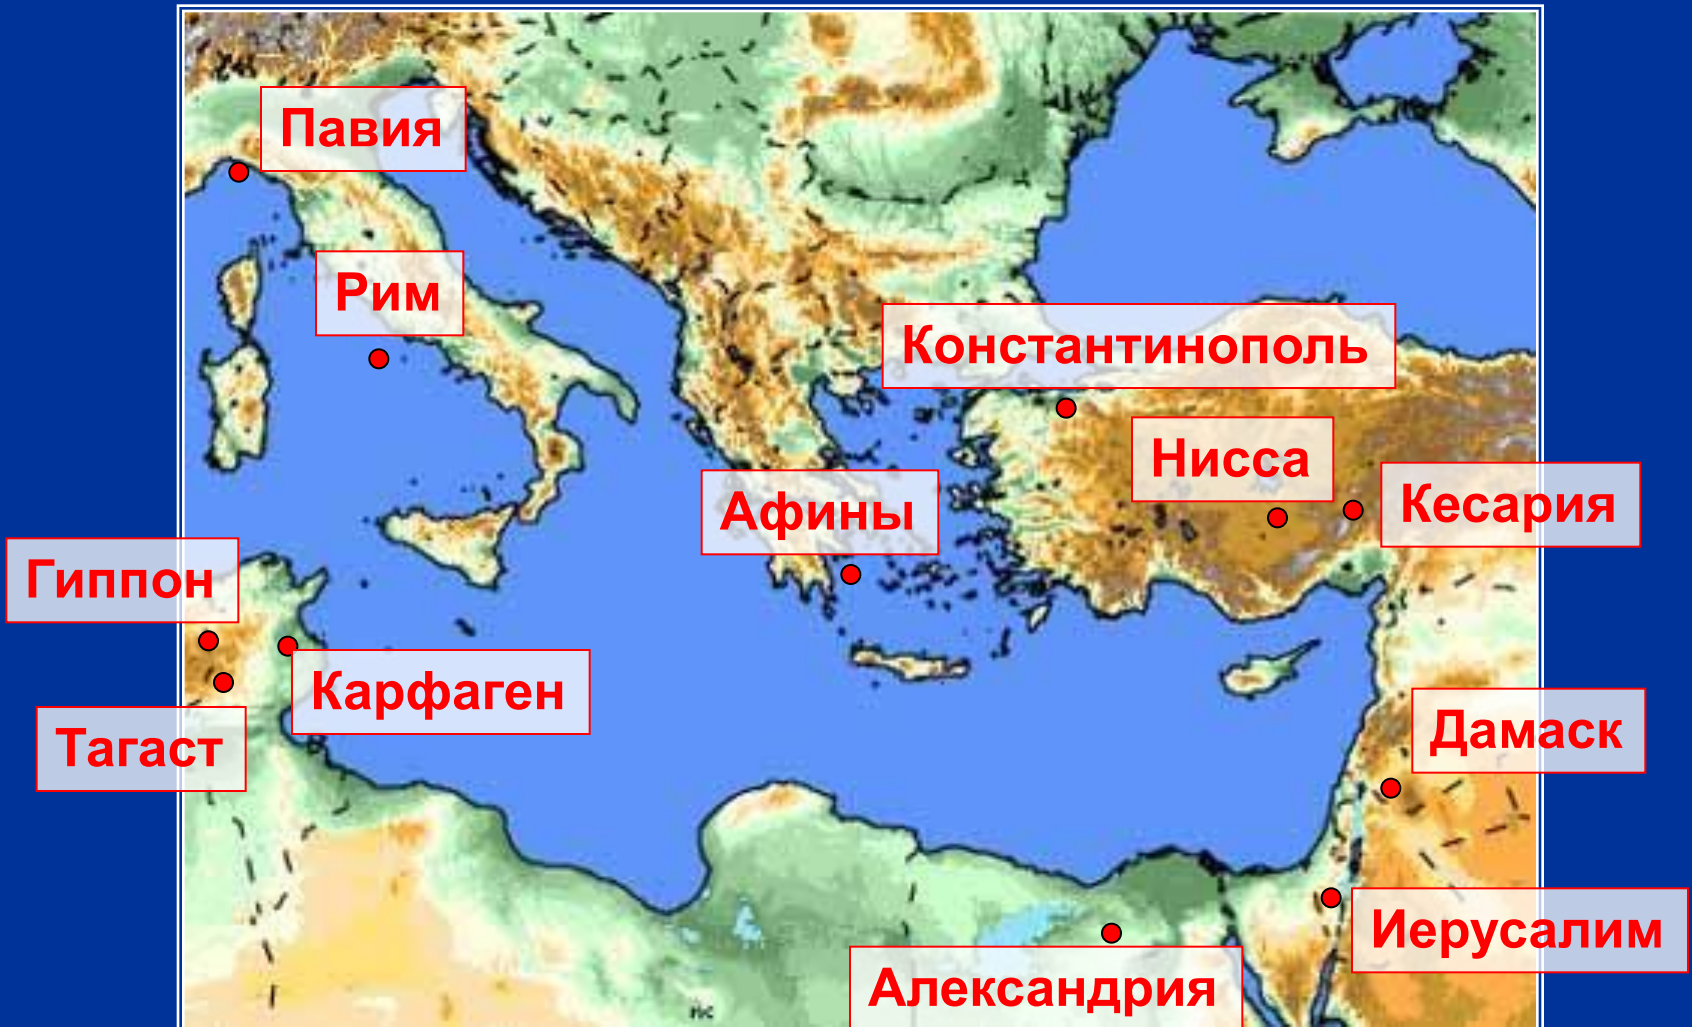 Павия
Рим
Константинополь
Нисса
Кесария
Афины
Гиппон
Карфаген
Тагаст
Дамаск
Иерусалим
Александрия